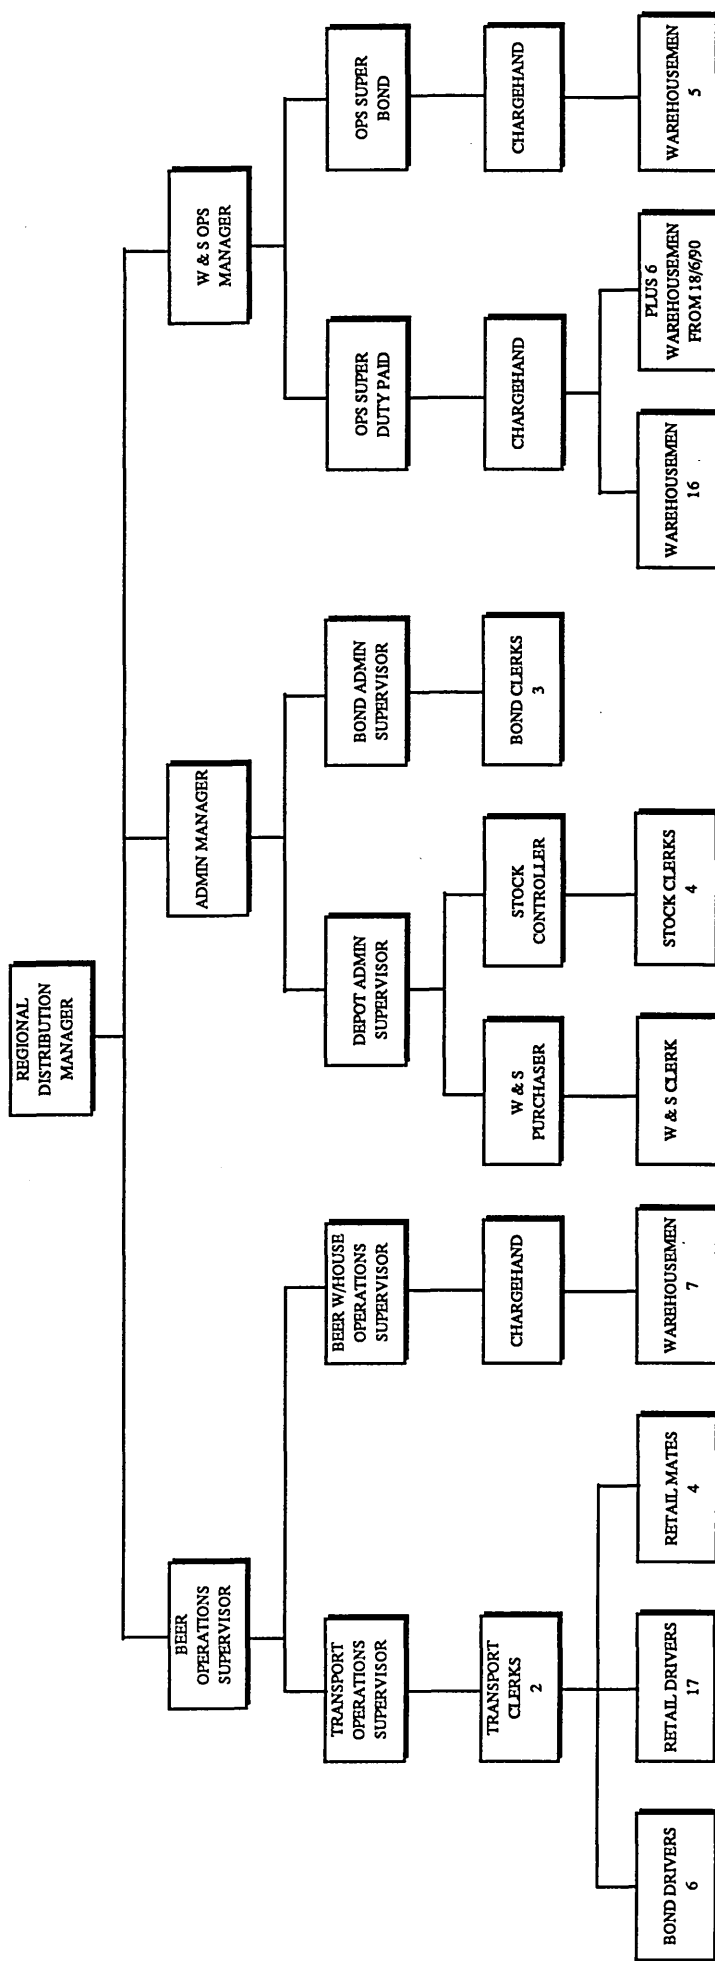 REGIONAL
DISTRIBUTION
MANAGER
BEER
OPERATIONS
SUPERVISOR
ADMIN MANAGER
W & S OPS
MANAGER
TRANSPORT
OPERATIONS
SUPERVISOR
BEER W/HOUSE
OPERATIONS
SUPERVISOR
DEPOT ADMIN
SUPERVISOR
BOND ADMIN
SUPERVISOR
OPS SUPER
DUTY PAID
OPS SUPER
BOND
TRANSPORT
CLERKS
2
CHARGEHAND
W & S
PURCHASER
STOCK
CONTROLLER
BOND CLERKS
3
CHARGEHAND
CHARGEHAND
BOND DRIVERS
6
RETAIL DRIVERS
17
RETAIL MATES
4
WAREHOUSEMEN
7
W & S CLERK
STOCK CLERKS
4
WAREHOUSEMEN
16
PLUS 6
WAREHOUSEMEN
FROM 18/6/90
WAREHOUSEMEN
5